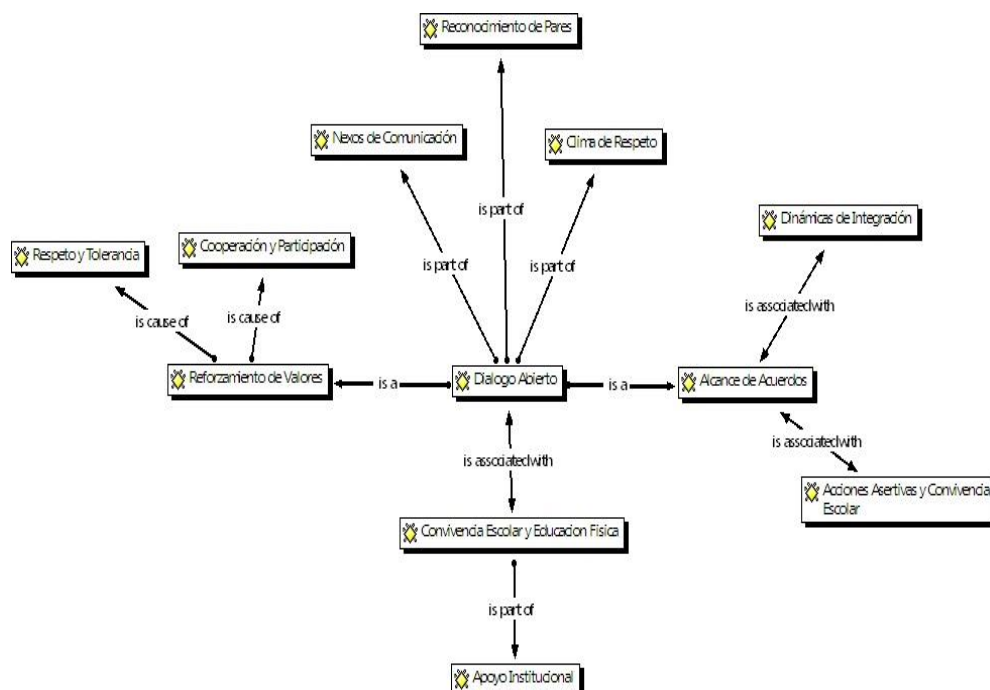 Reconocimiento de Pares
Nexos de Comunicación
Clima de Respeto
is part of
Dinámicas de Integración
Respeto y Tolerancia
Cooperación y Participación
is part of
is part of
is cause of
is cause of
is associated with
Reforzamiento de Valores
is a
Dialogo Abierto
is a
Alcance de Acuerdos
is associated with
is associated with
Acciones Asertivas y Convivencia
Escolar
Convivencia Escolar y Educacion Física
is part of
Apoyo Institucional